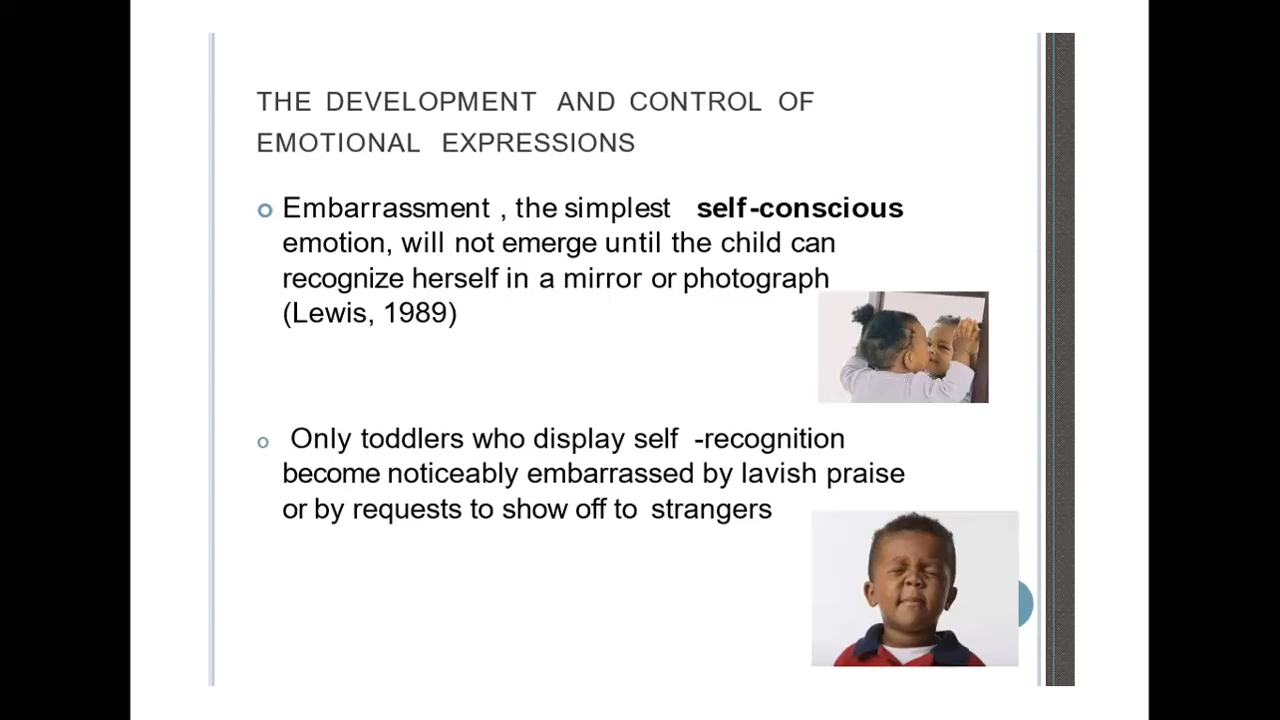 THE DEVELOPMENT AND CONTROL OF
EMOTIONAL EXPRESSIONS
Embarrassment , the simplest self-conscious
emotion, will not emerge until the child can
recognize herself in a mirror or photograph
(Lewis, 1989)
Only toddlers who display self -recognition
become noticeably embarrassed by lavish praise
or by requests to show off to strangers